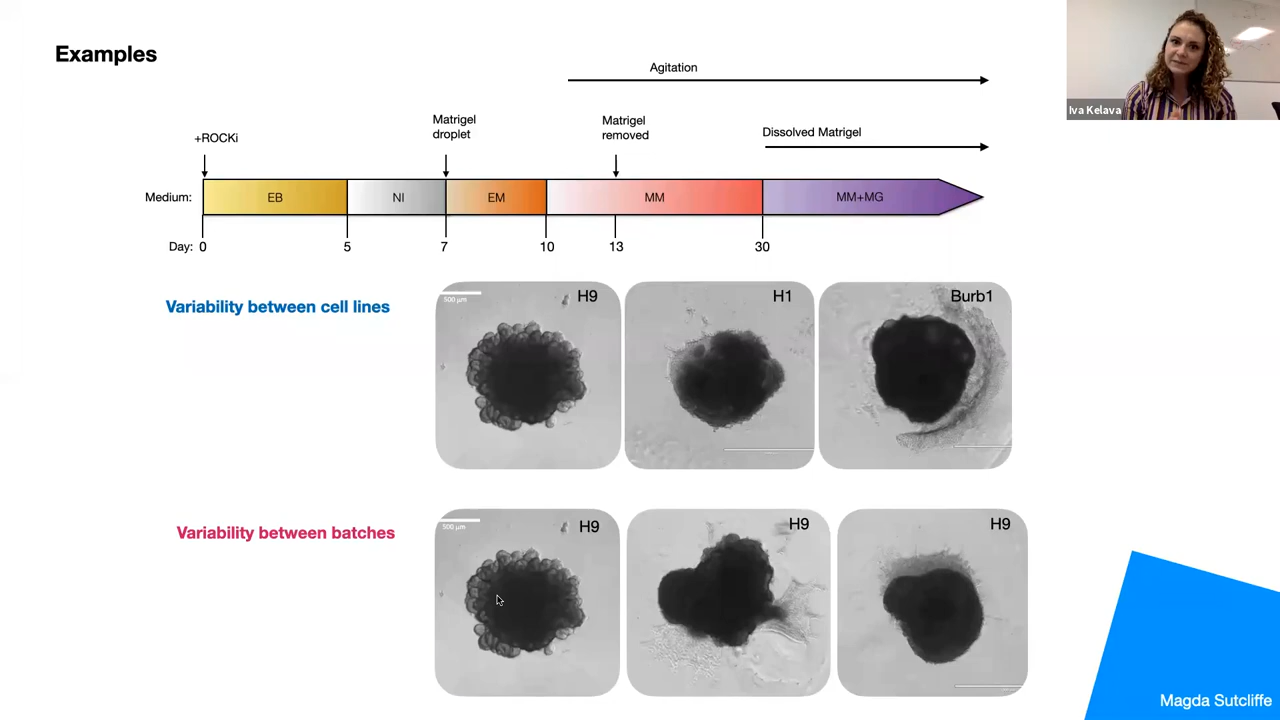 Examples
Iva Kelava
Agitation
+ROCKi
Matrigel
droplet
Matrigel
removed
Dissolved Matrigel
Medium:
EB
NI
EM
MM
MM+MG
Day:
0
5
7
10
13
30
Variability between cell lines
500 µm
H9
H1
Burb1
Variability between batches
500 µm
H9
H9
H9
Magda Sutcliffe